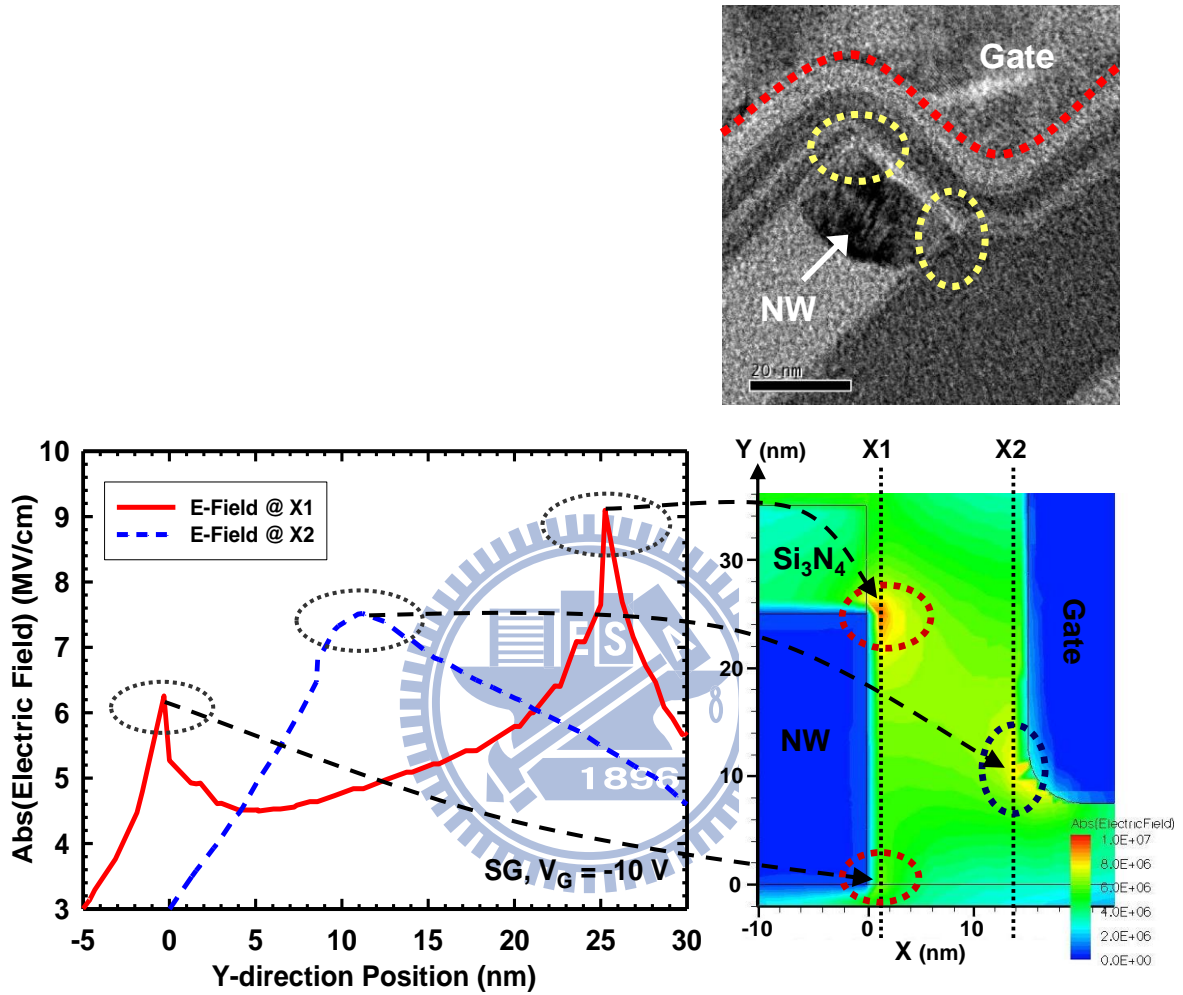 Gate
NW
20 nm
10
9
8
7
6
5
4
3
-5
0
5
10
15
20
25
30
Abs(Electric Field) (MV/cm)
Y-direction Position (nm)
E-Field @ X1
E-Field @ X2
SG, VG = -10 V
ES
1896
Y (nm)
X1
X2
30
20
10
0
-10
0
10
X (nm)
Si3N4
NW
Gate
Abs(ElectricField)
1.0E+07
8.0E+06
6.0E+06
4.0E+06
2.0E+06
0.0E+00